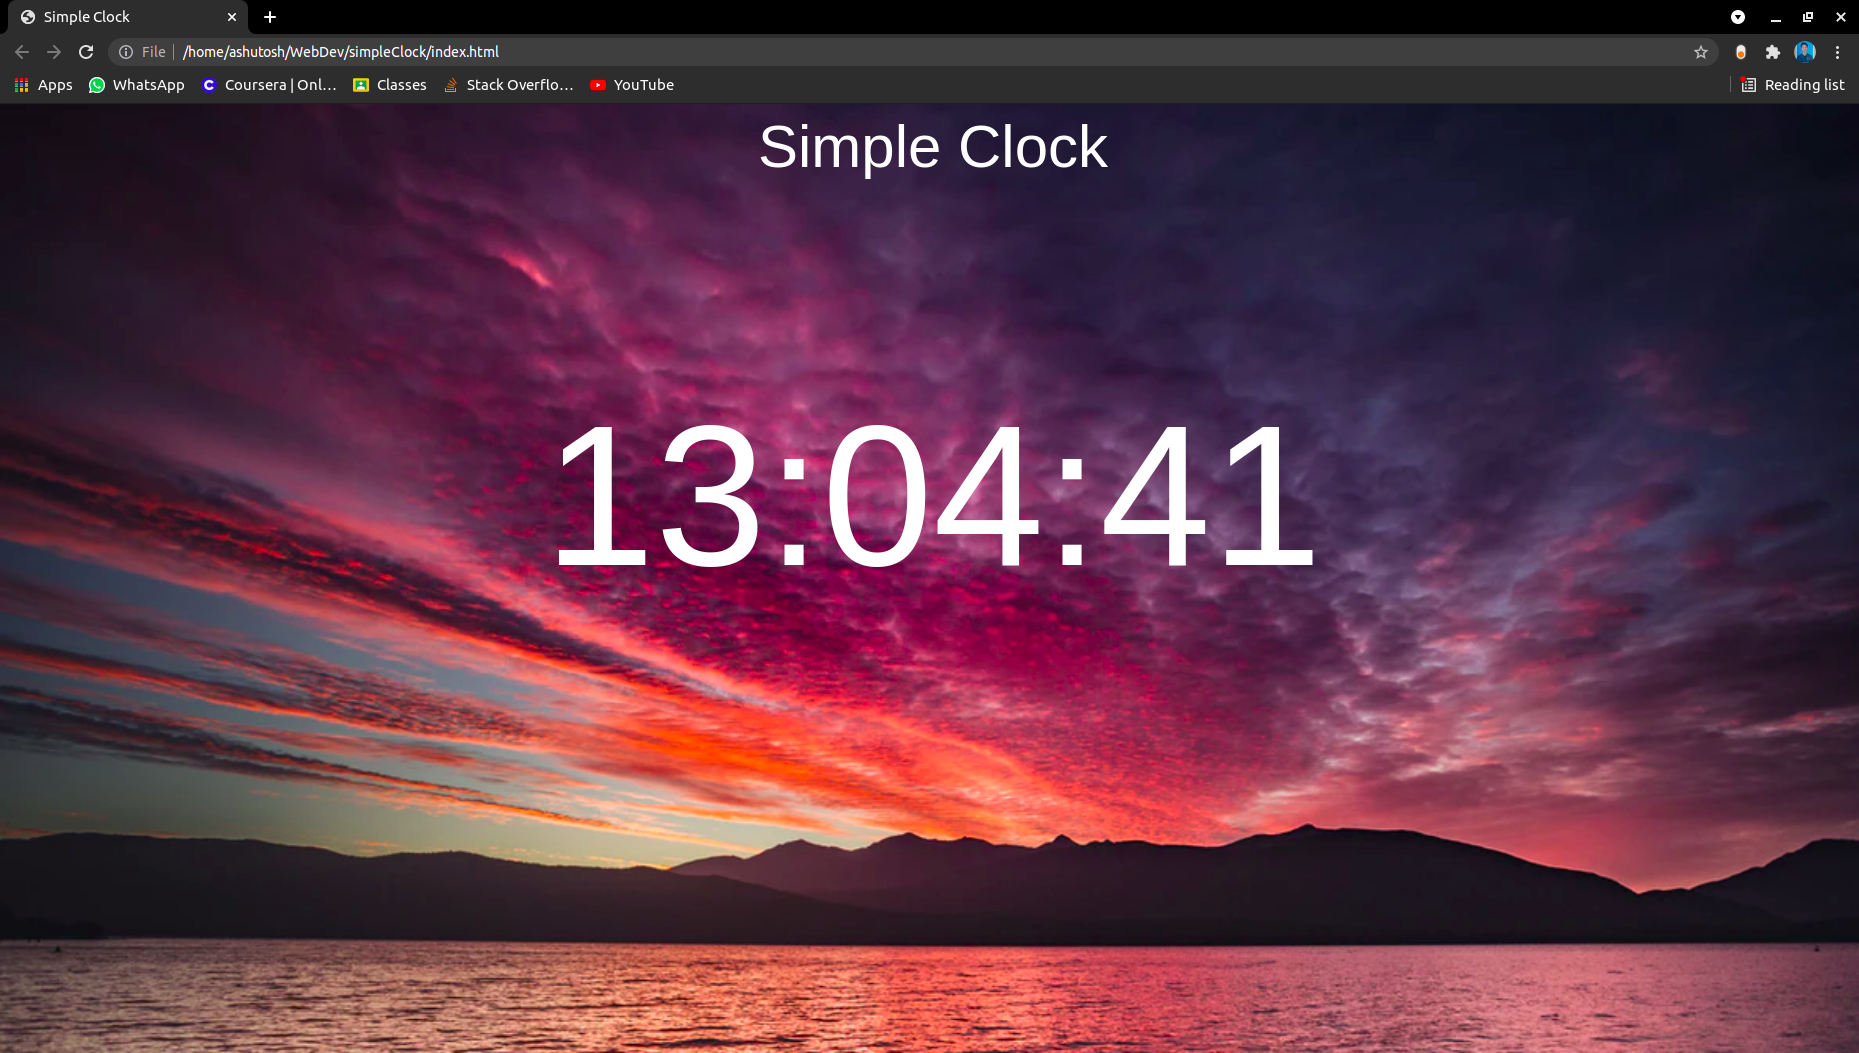 Simple Clock
File /home/ashutosh/WebDev/simpleClock/index.html
Apps WhatsApp Coursera | Onl... Classes Stack Overflo... YouTube Reading list
Simple Clock
13:04:41